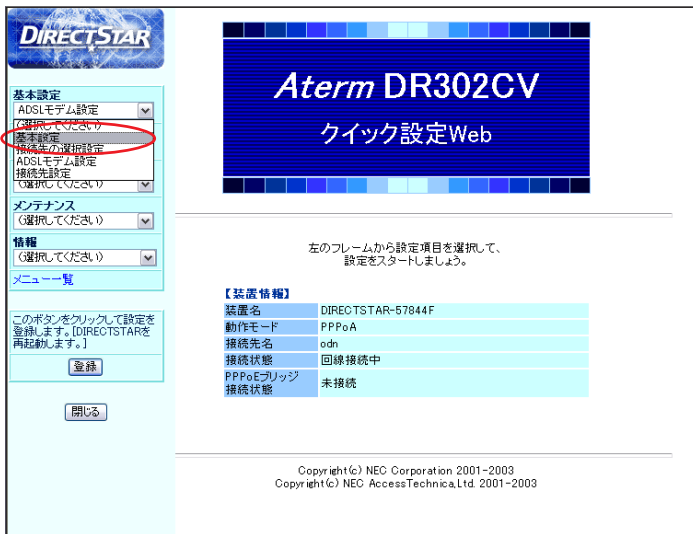 DIRECTSTAR
基本設定
ADSLモデム設定
(選択してください)
基本設定
接続先の選択設定
ADSLモデム設定
接続先設定
(選択してください)
メンテナンス
(選択してください)
情報
(選択してください)
メニュー一覧
このボタンをクリックして設定を
登録します。[DIRECTSTARを
再起動します。]
登録
閉じる
Aterm DR302CV
クイック設定Web
左のフレームから設定項目を選択して、
設定をスタートしましょう。
【装置情報】
装置名 DIRECTSTAR-57844F
動作モード PPPoA
接続先名 odn
接続状態 回線接続中
PPPoEブリッジ
接続状態 未接続
Copyright(c) NEC Corporation 2001-2003
Copyright(c) NEC AccessTechnica,Ltd. 2001-2003